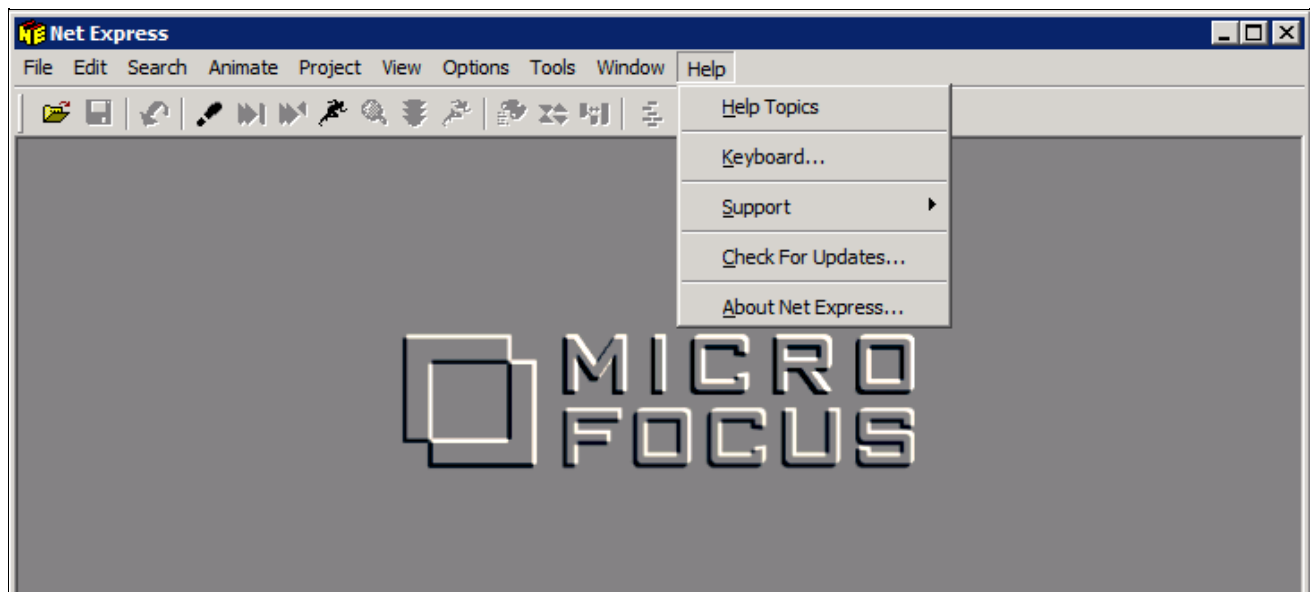 Net Express
File Edit Search Animate Project View Options Tools Window Help
Help Topics
Keyboard...
Support
Check For Updates...
About Net Express...
MICRO
FOCUS